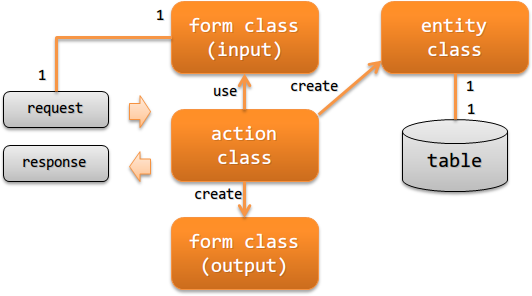 1
form class
(input)
entity
class
1
use
create
request
action
class
1
1
response
table
create
form class
(output)